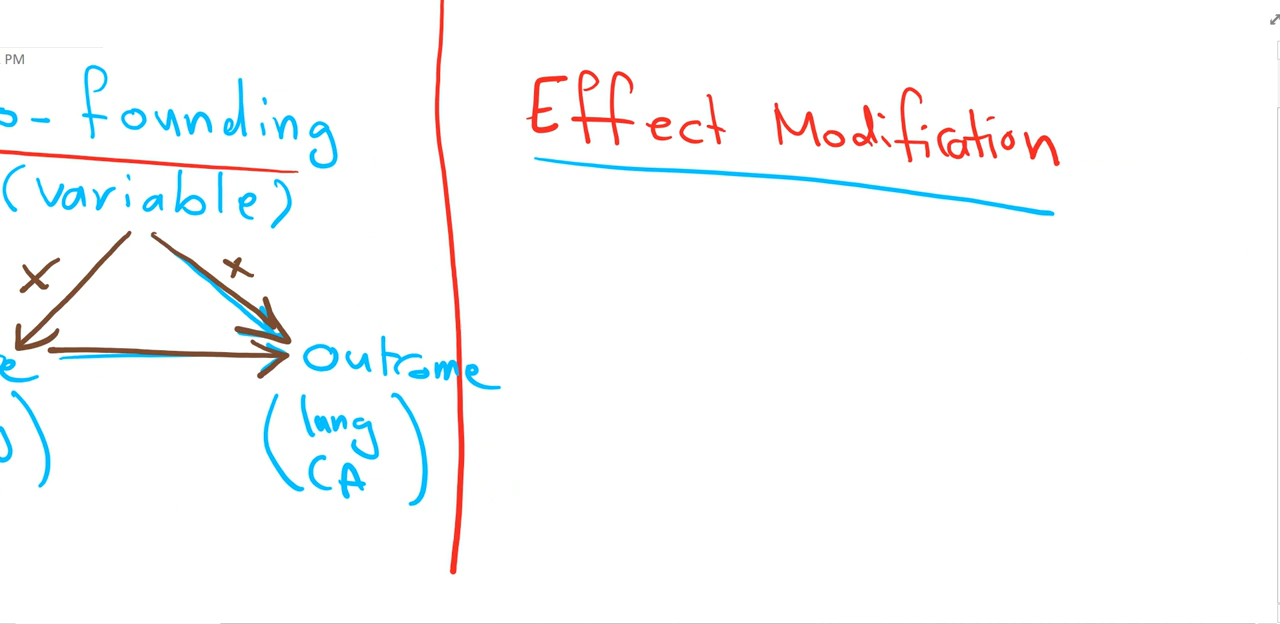 PM
o-founding
(variable)
Effect Modification
x
x
e
outcome
(lung
CA)